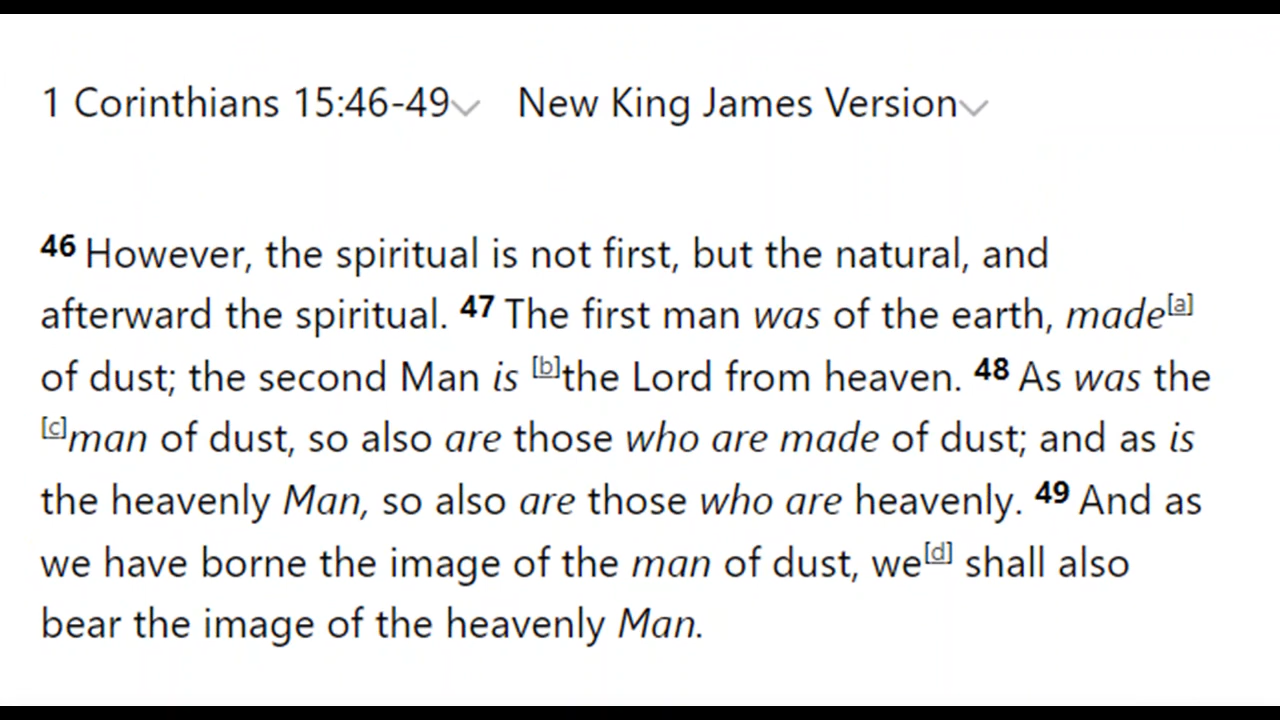 1 Corinthians 15:46-49 New King James Version
46 However, the spiritual is not first, but the natural, and
afterward the spiritual. 47 The first man was of the earth, made[a]
of dust; the second Man is [b]the Lord from heaven. 48 As was the
[c]man of dust, so also are those who are made of dust; and as is
the heavenly Man, so also are those who are heavenly. 49 And as
we have borne the image of the man of dust, we[d] shall also
bear the image of the heavenly Man.